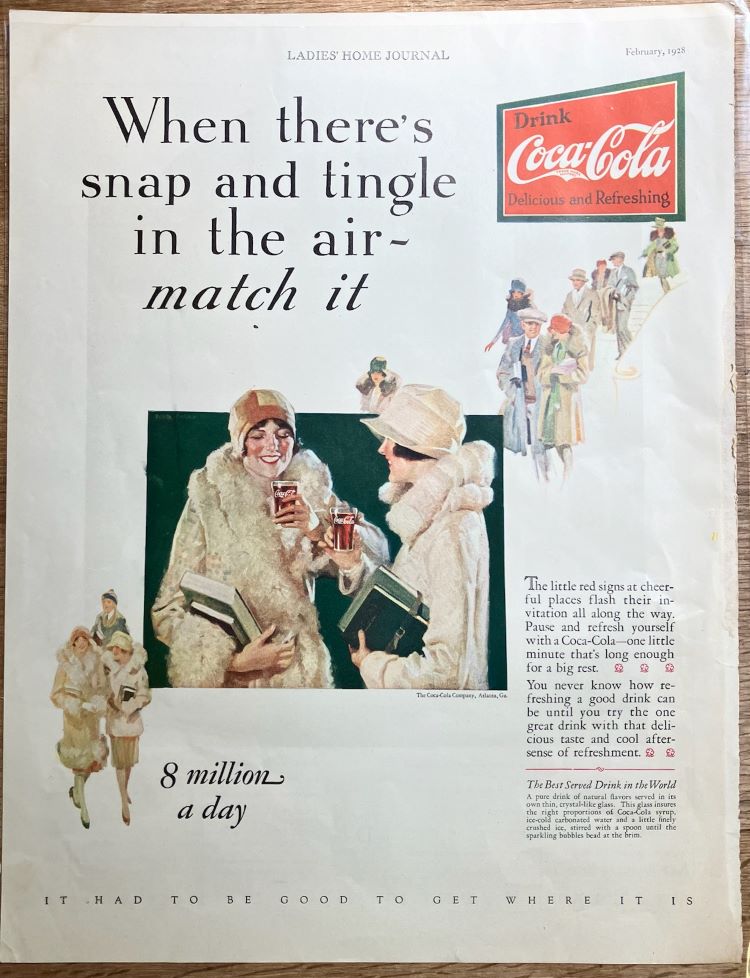 LADIES' HOME JOURNAL
February, 1928
When there's
snap and tingle
in the air~
match it
Drink
Coca-Cola
Delicious and Refreshing
Coca-Cola
Coca-Cola
The Coca-Cola Company, Atlanta, Ga.
The little red signs at cheer-
ful places flash their in-
vitation all along the way.
Pause and refresh yourself
with a Coca-Cola—one little
minute that's long enough
for a big rest.
You never know how re-
freshing a good drink can
be until you try the one
great drink with that deli-
cious taste and cool after-
sense of refreshment.
The Best Served Drink in the World
A pure drink of natural flavors served in its
own thin, crystal-like glass. This glass insures
the right proportions of Coca-Cola syrup,
ice-cold carbonated water and a little finely
crushed ice, stirred with a spoon until the
sparkling bubbles bead at the brim.
8 million
a day
IT HAD TO BE GOOD TO GET WHERE IT IS